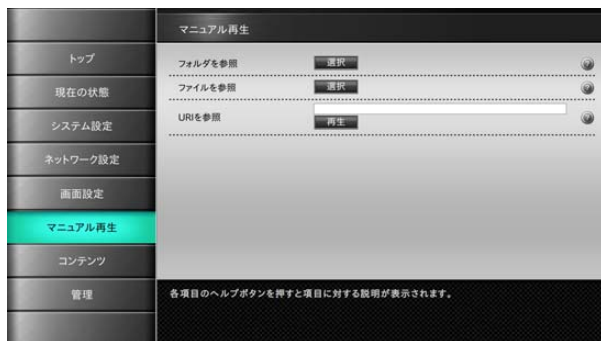 マニュアル再生
トップ
現在の状態
システム設定
ネットワーク設定
画面設定
マニュアル再生
コンテンツ
管理
フォルダを参照 選択
ファイルを参照 選択
URIを参照
再生
各項目のヘルプボタンを押すと項目に対する説明が表示されます。